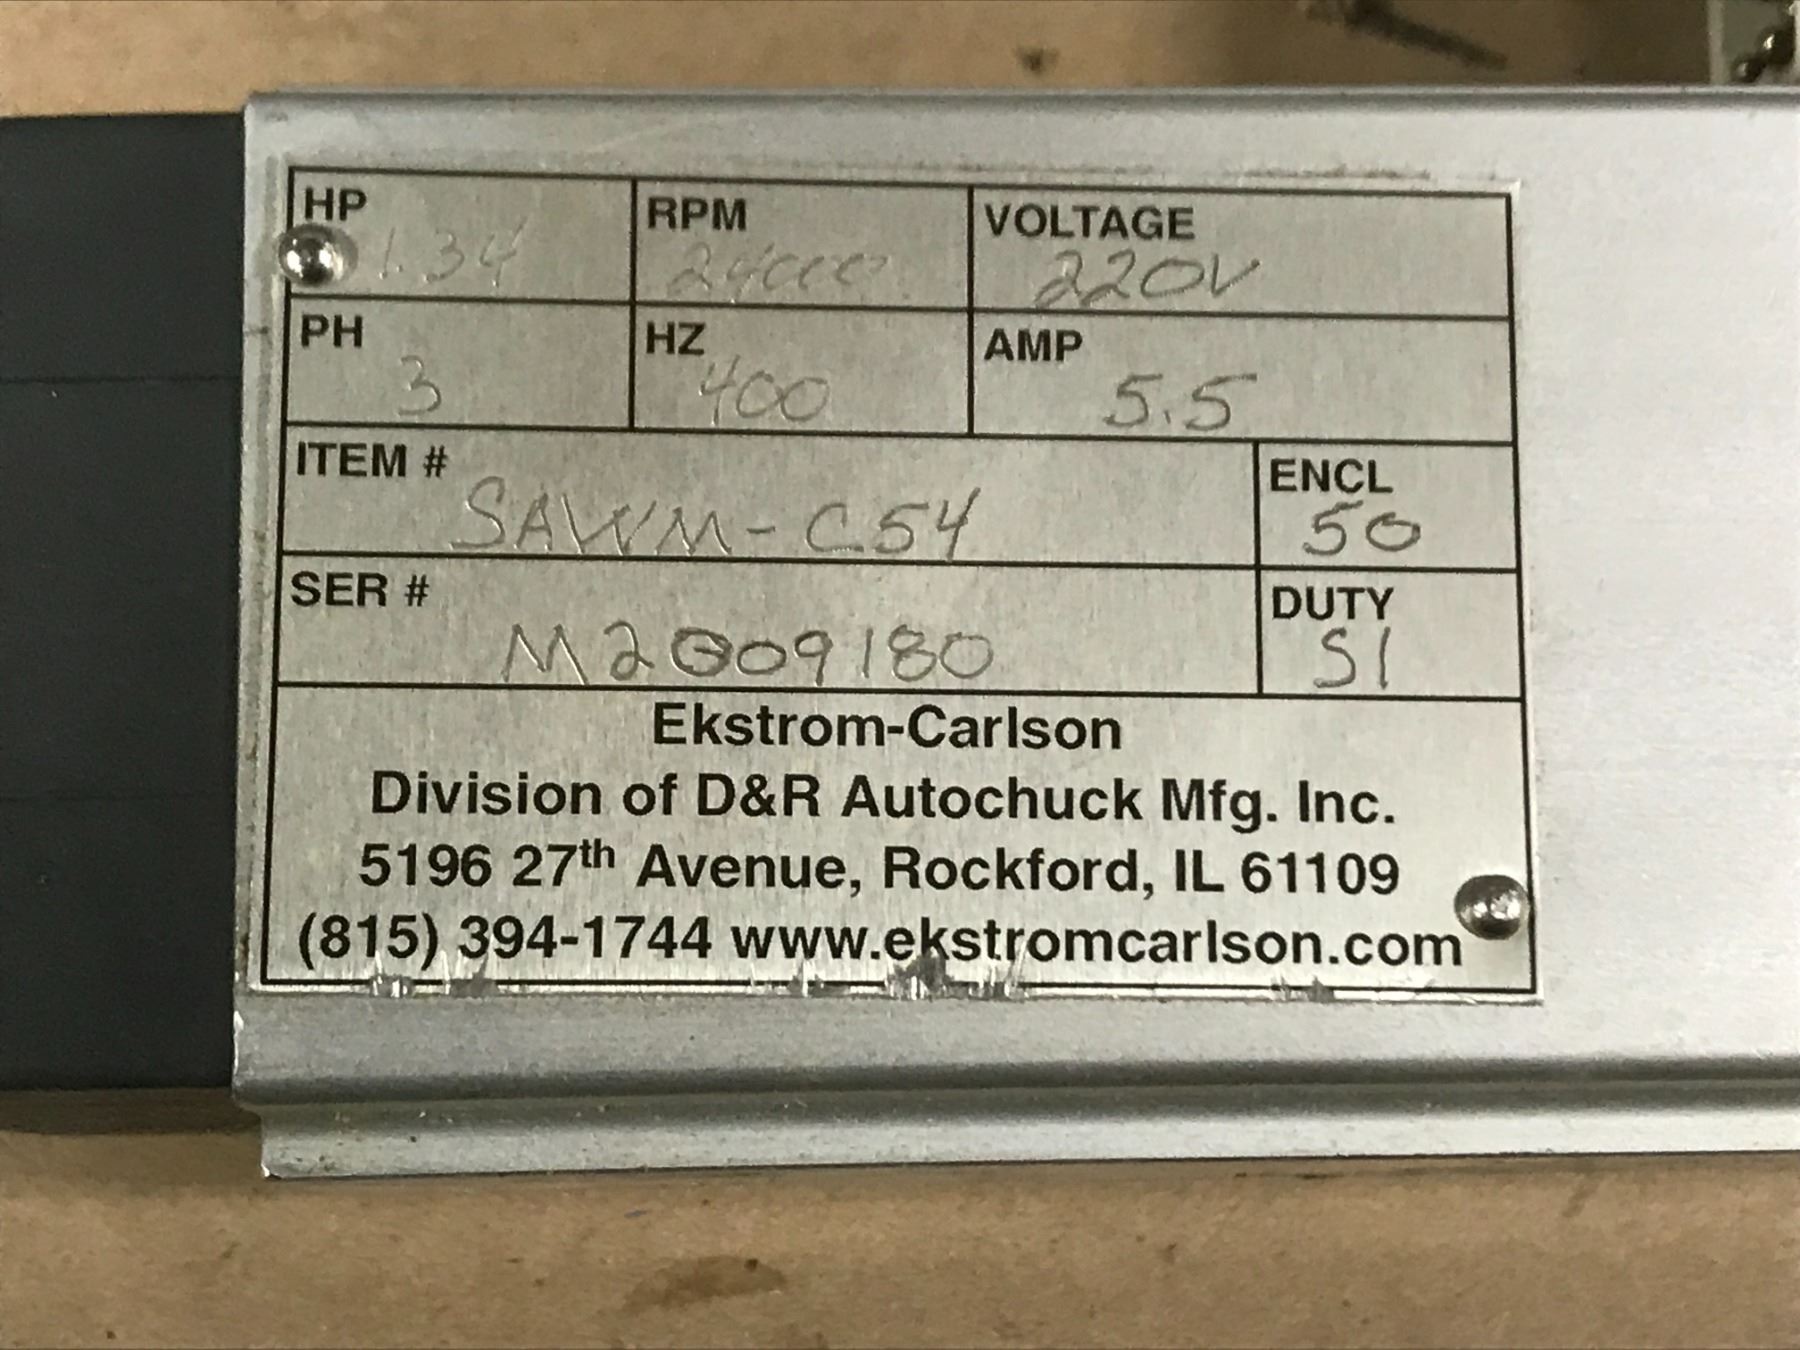 HP RPM VOLTAGE
1.34 24000 220V
PH HZ AMP
3 400 5.5
ITEM # ENCL
SAWM-C54 50
SER # DUTY
M2009180 S1
Ekstrom-Carlson
Division of D&R Autochuck Mfg. Inc.
5196 27th Avenue, Rockford, IL 61109
(815) 394-1744 www.ekstromcarlson.com